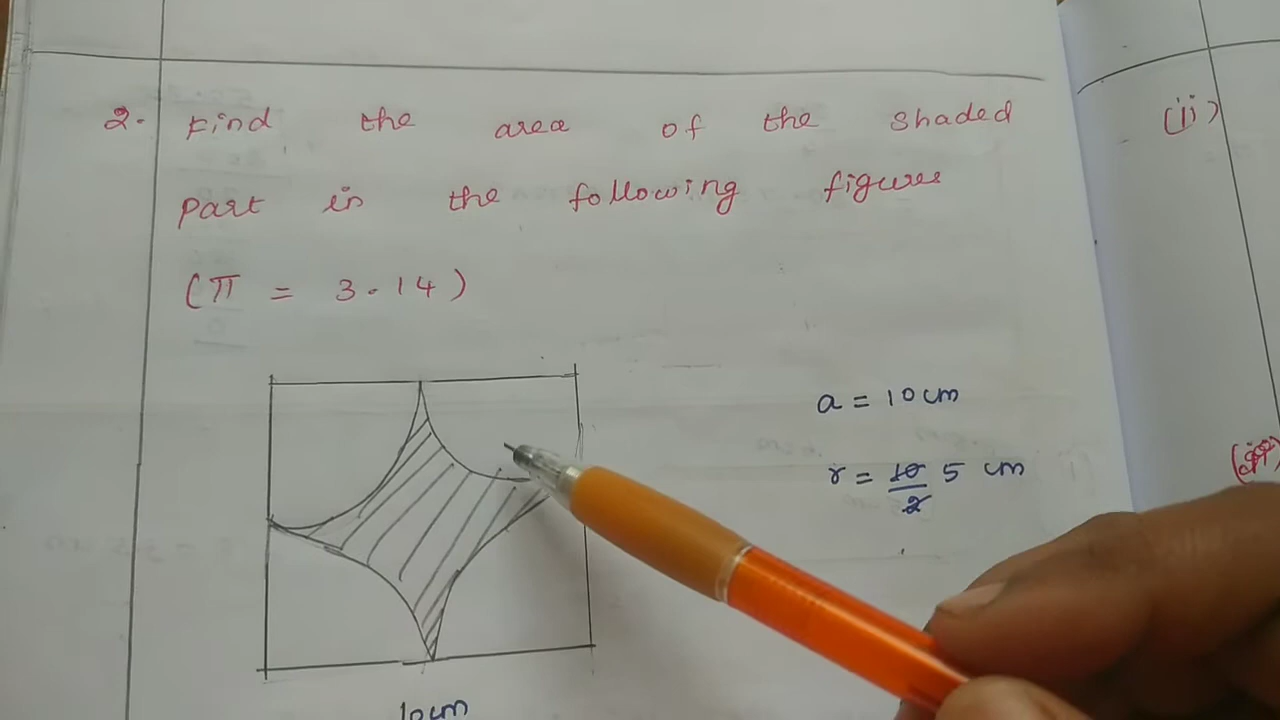 2. Find the area of the shaded
part in the following figures
(π = 3.14)
a = 10 cm
r = 10/2 5 cm
10cm
(ii)